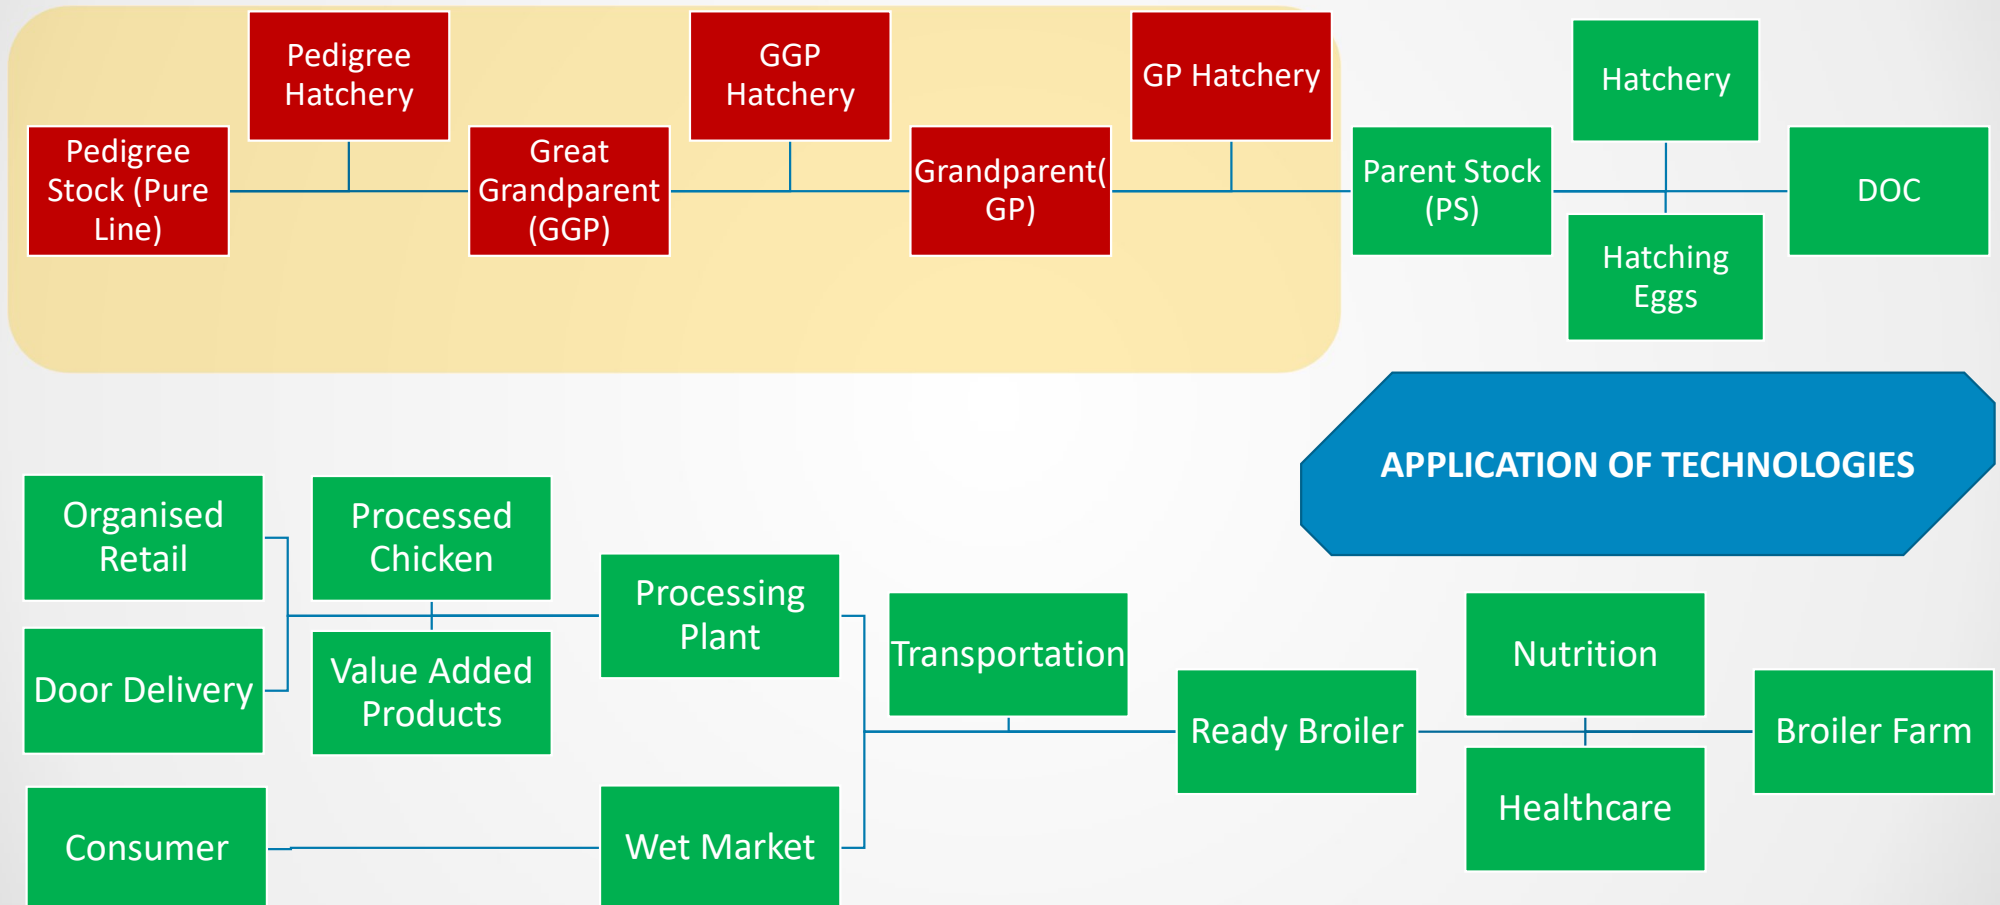 Pedigree
Hatchery
GGP
Hatchery
GP Hatchery
Hatchery
Pedigree
Stock (Pure
Line)
Great
Grandparent
(GGP)
Grandparent(
GP)
Parent Stock
(PS)
DOC
Hatching
Eggs
APPLICATION OF TECHNOLOGIES
Organised
Retail
Processed
Chicken
Processing
Plant
Transportation
Nutrition
Door Delivery
Value Added
Products
Ready Broiler
Broiler Farm
Healthcare
Consumer
Wet Market